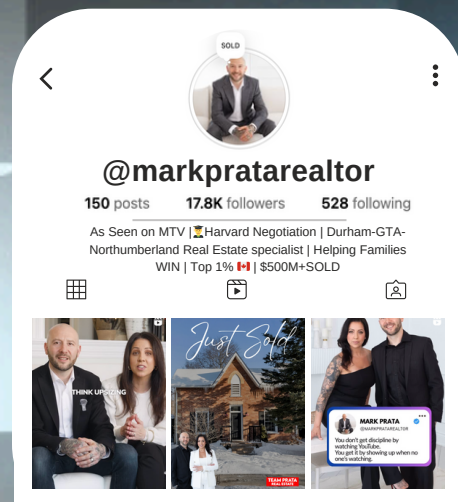 SOLD
@markpratarealtor
150 posts 17.8K followers 528 following
As Seen on MTV |👨‍🎓Harvard Negotiation | Durham-GTA-
Northumberland Real Estate specialist | Helping Families
WIN | Top 1% 🇨🇦 | $500M+SOLD
THINK UPSIZING
?
Just Sold
TEAM PRATA
REAL ESTATE
MARK PRATA
@MARKPRATAREALTOR
You don't get discipline by
watching YouTube.
You get it by showing up when no
one's watching.